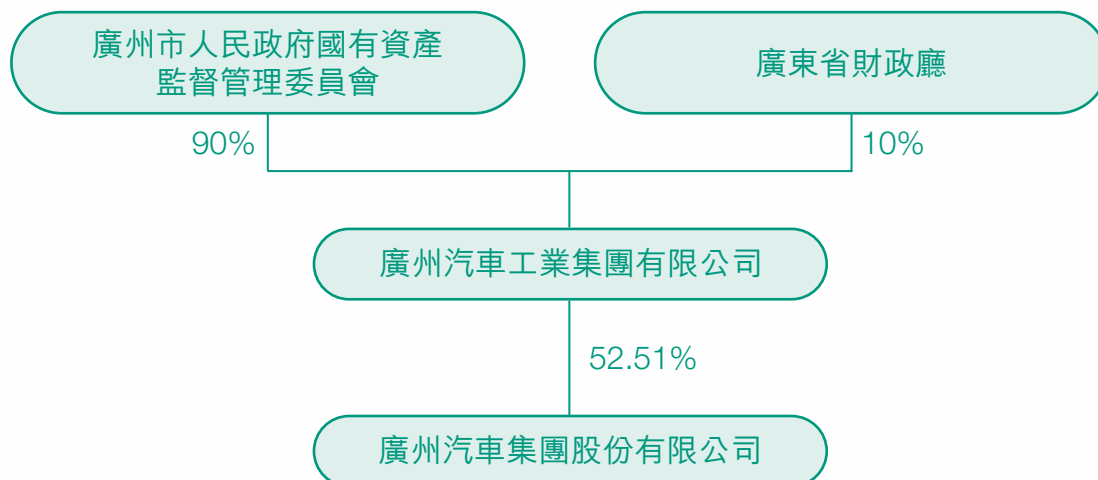 廣州市人民政府國有資產
監督管理委員會
廣東省財政廳
90%
10%
廣州汽車工業集團有限公司
52.51%
廣州汽車集團股份有限公司